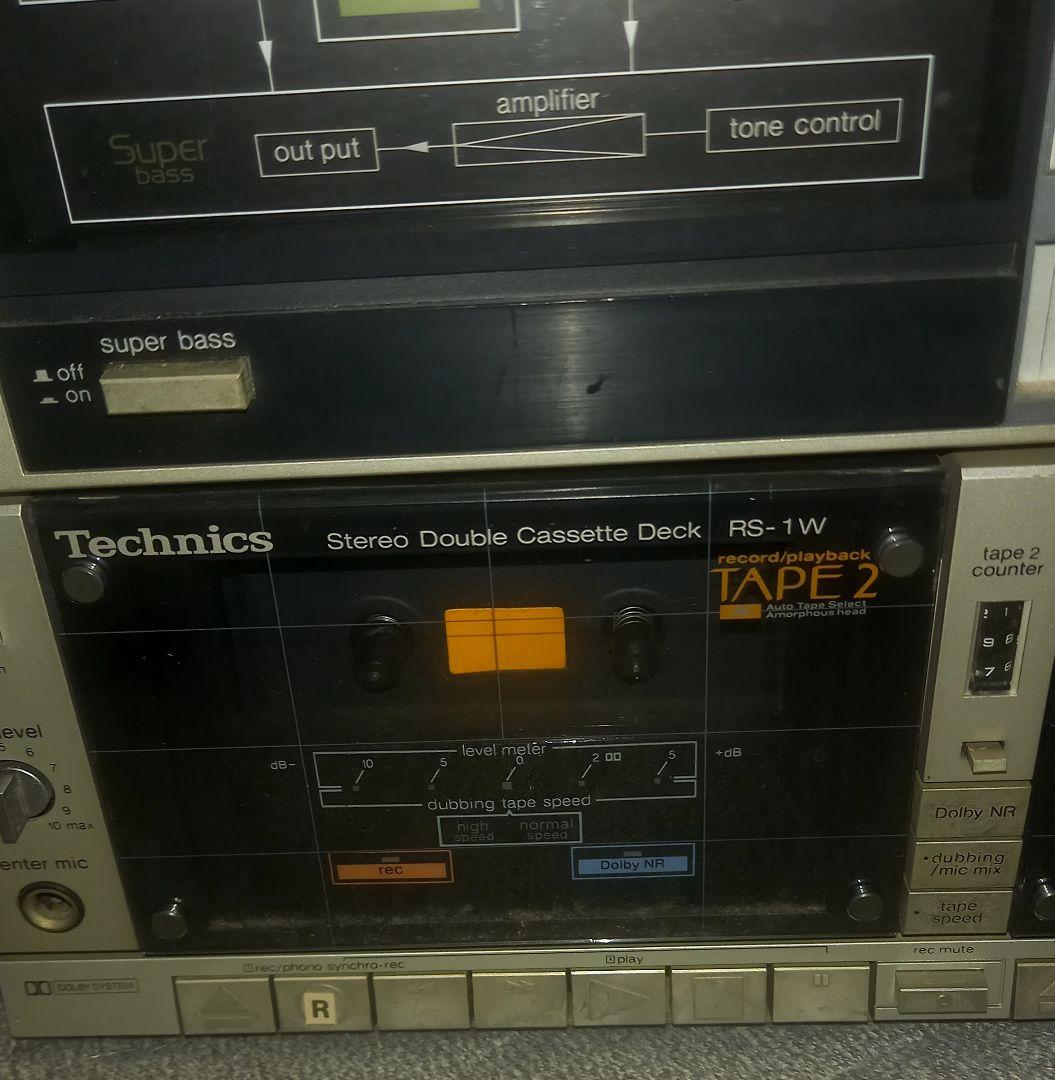 amplifier
Super
bass
out put
tone control
super bass
off
on
Technics
Stereo Double Cassette Deck RS-1W
record/playback
TAPE 2
Auto Tape Select
Amorphous head
tape 2
counter
level
5 6
7
8
9
10 max
level meter
dB-
10 5 0 2 5
+dB
dubbing tape speed
high
speed
normal
speed
rec
Dolby NR
Dolby NR
•dubbing
/mic mix
• tape
speed
enter mic
rec mute
rec/phono synchro-rec
play
DOLBY SYSTEM
R